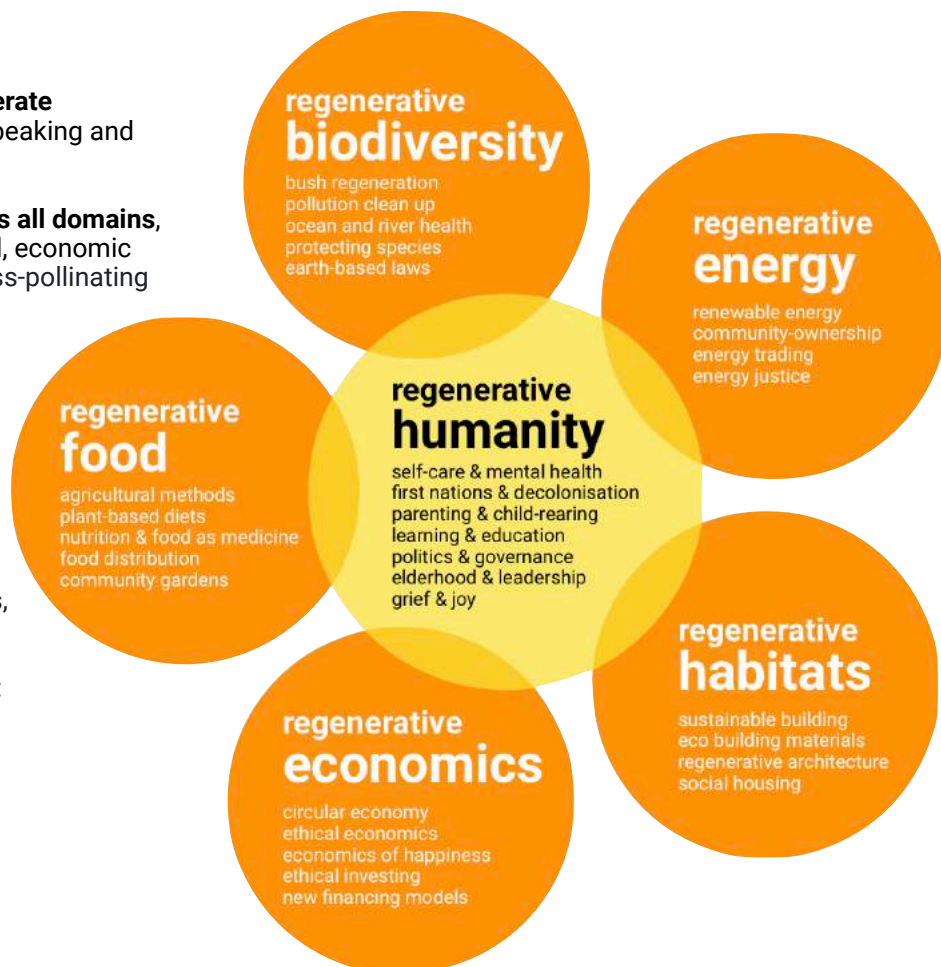 erate
peaking and
s all domains,
l, economic
ss-pollinating
s,
regenerative
biodiversity
bush regeneration
pollution clean up
ocean and river health
protecting species
earth-based laws
regenerative
energy
renewable energy
community-ownership
energy trading
energy justice
regenerative
food
agricultural methods
plant-based diets
nutrition & food as medicine
food distribution
community gardens
regenerative
humanity
self-care & mental health
first nations & decolonisation
parenting & child-rearing
learning & education
politics & governance
elderhood & leadership
grief & joy
regenerative
habitats
sustainable building
eco building materials
regenerative architecture
social housing
regenerative
economics
circular economy
ethical economics
economics of happiness
ethical investing
new financing models